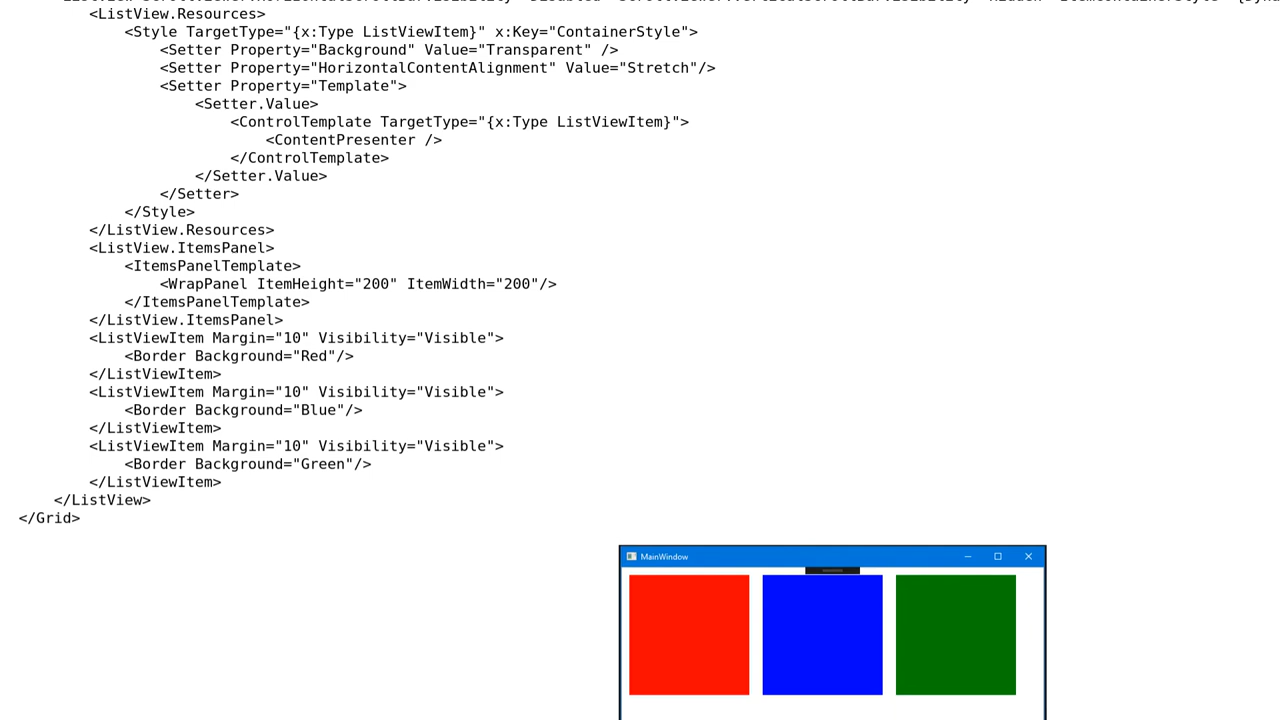 <ListView.Resources>
<Style TargetType="{x:Type ListViewItem}" x:Key="ContainerStyle">
<Setter Property="Background" Value="Transparent" />
<Setter Property="HorizontalContentAlignment" Value="Stretch"/>
<Setter Property="Template">
<Setter.Value>
<ControlTemplate TargetType="{x:Type ListViewItem}">
<ContentPresenter />
</ControlTemplate>
</Setter.Value>
</Setter>
</Style>
</ListView.Resources>
<ListView.ItemsPanel>
<ItemsPanelTemplate>
<WrapPanel ItemHeight="200" ItemWidth="200"/>
</ItemsPanelTemplate>
</ListView.ItemsPanel>
<ListViewItem Margin="10" Visibility="Visible">
<Border Background="Red"/>
</ListViewItem>
<ListViewItem Margin="10" Visibility="Visible">
<Border Background="Blue"/>
</ListViewItem>
<ListViewItem Margin="10" Visibility="Visible">
<Border Background="Green"/>
</ListViewItem>
</ListView>
</Grid>
MainWindow